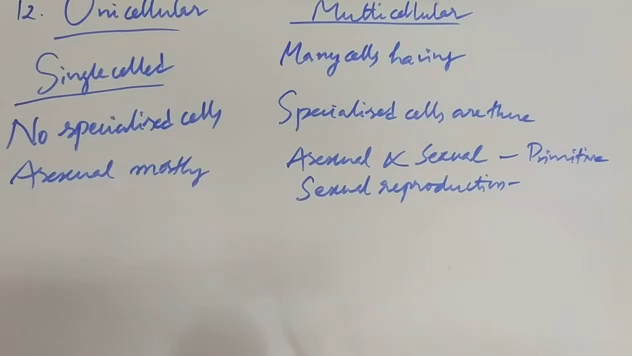 12. Unicellular
Multicellular
Single celled
Many cells having
No specialised cells
Specialised cells are there
Asexual mostly
Asexual & Sexual - Primitive
Sexual reproduction-